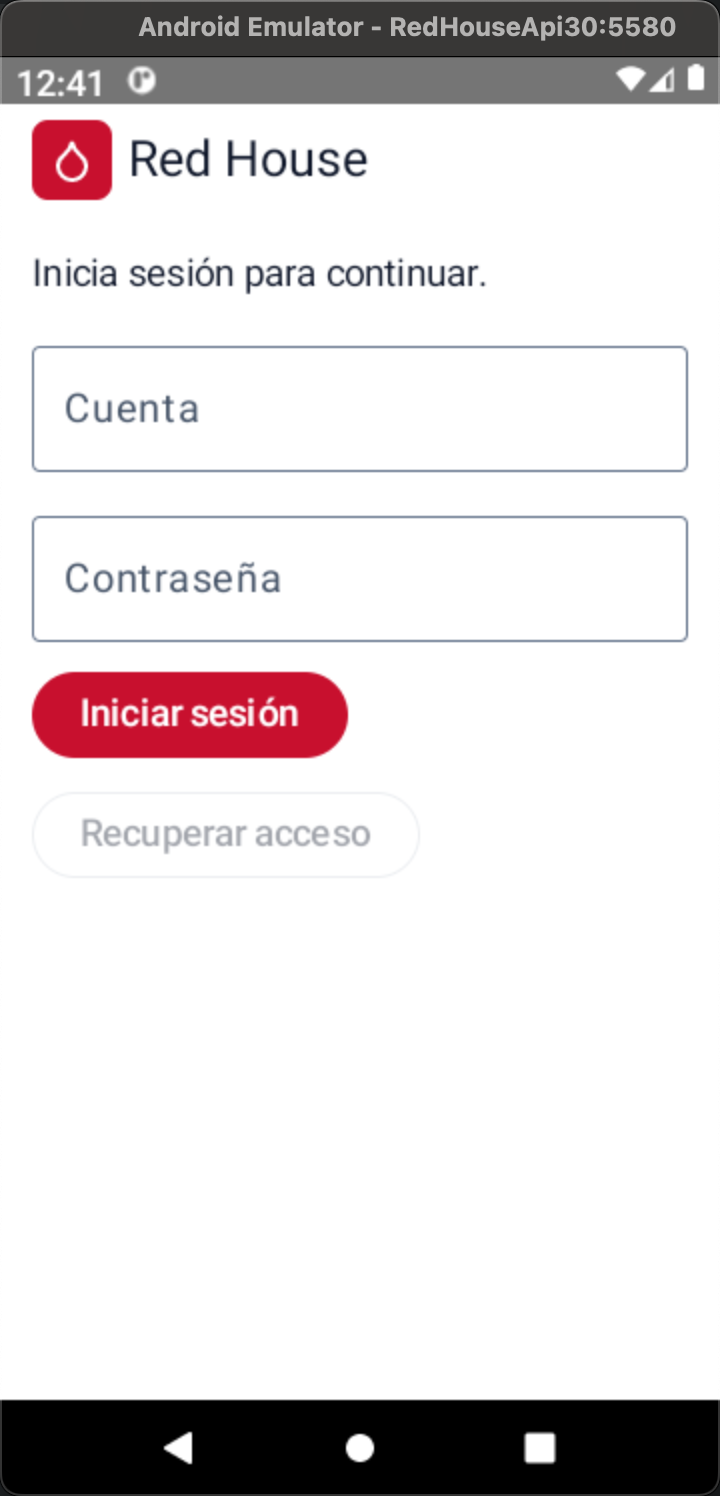 Android Emulator - RedHouseApi30:5580
12:41
Red House
Inicia sesión para continuar.
Cuenta
Contraseña
Iniciar sesión
Recuperar acceso